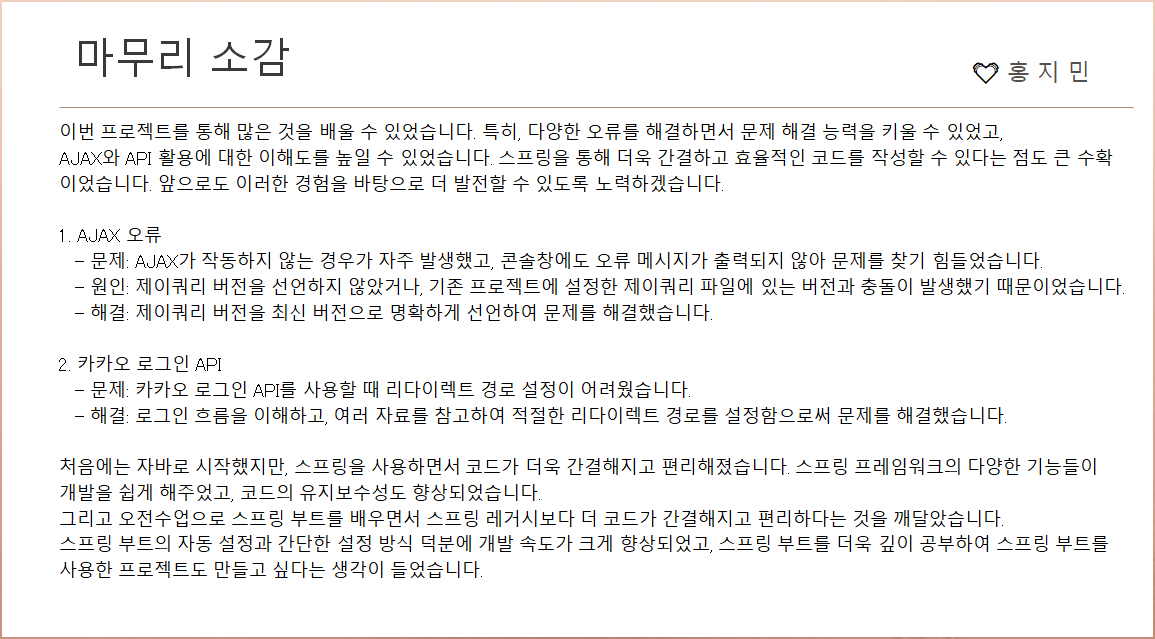 마무리 소감
홍 지 민
이번 프로젝트를 통해 많은 것을 배울 수 있었습니다. 특히, 다양한 오류를 해결하면서 문제 해결 능력을 키울 수 있었고,
AJAX와 API 활용에 대한 이해도를 높일 수 있었습니다. 스프링을 통해 더욱 간결하고 효율적인 코드를 작성할 수 있다는 점도 큰 수확
이었습니다. 앞으로도 이러한 경험을 바탕으로 더 발전할 수 있도록 노력하겠습니다.
1. AJAX 오류
– 문제: AJAX가 작동하지 않는 경우가 자주 발생했고, 콘솔창에도 오류 메시지가 출력되지 않아 문제를 찾기 힘들었습니다.
– 원인: 제이쿼리 버전을 선언하지 않았거나, 기존 프로젝트에 설정한 제이쿼리 파일에 있는 버전과 충돌이 발생했기 때문이었습니다.
– 해결: 제이쿼리 버전을 최신 버전으로 명확하게 선언하여 문제를 해결했습니다.
2. 카카오 로그인 API
– 문제: 카카오 로그인 API를 사용할 때 리다이렉트 경로 설정이 어려웠습니다.
– 해결: 로그인 흐름을 이해하고, 여러 자료를 참고하여 적절한 리다이렉트 경로를 설정함으로써 문제를 해결했습니다.
처음에는 자바로 시작했지만, 스프링을 사용하면서 코드가 더욱 간결해지고 편리해졌습니다. 스프링 프레임워크의 다양한 기능들이
개발을 쉽게 해주었고, 코드의 유지보수성도 향상되었습니다.
그리고 오전수업으로 스프링 부트를 배우면서 스프링 레거시보다 더 코드가 간결해지고 편리하다는 것을 깨달았습니다.
스프링 부트의 자동 설정과 간단한 설정 방식 덕분에 개발 속도가 크게 향상되었고, 스프링 부트를 더욱 깊이 공부하여 스프링 부트를
사용한 프로젝트도 만들고 싶다는 생각이 들었습니다.